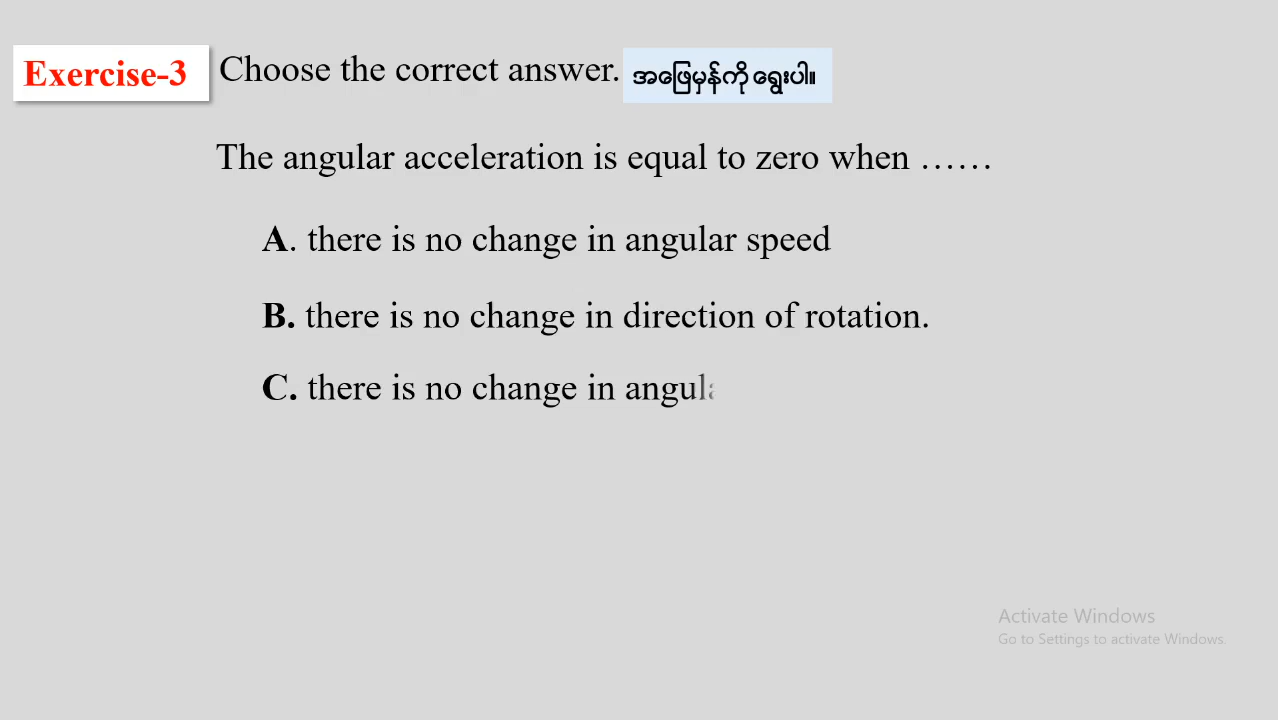 Exercise-3 Choose the correct answer. အဖြေမှန်ကို ရွေးပါ။
The angular acceleration is equal to zero when ……
A. there is no change in angular speed
B. there is no change in direction of rotation.
C. there is no change in angula
Activate Windows
Go to Settings to activate Windows.